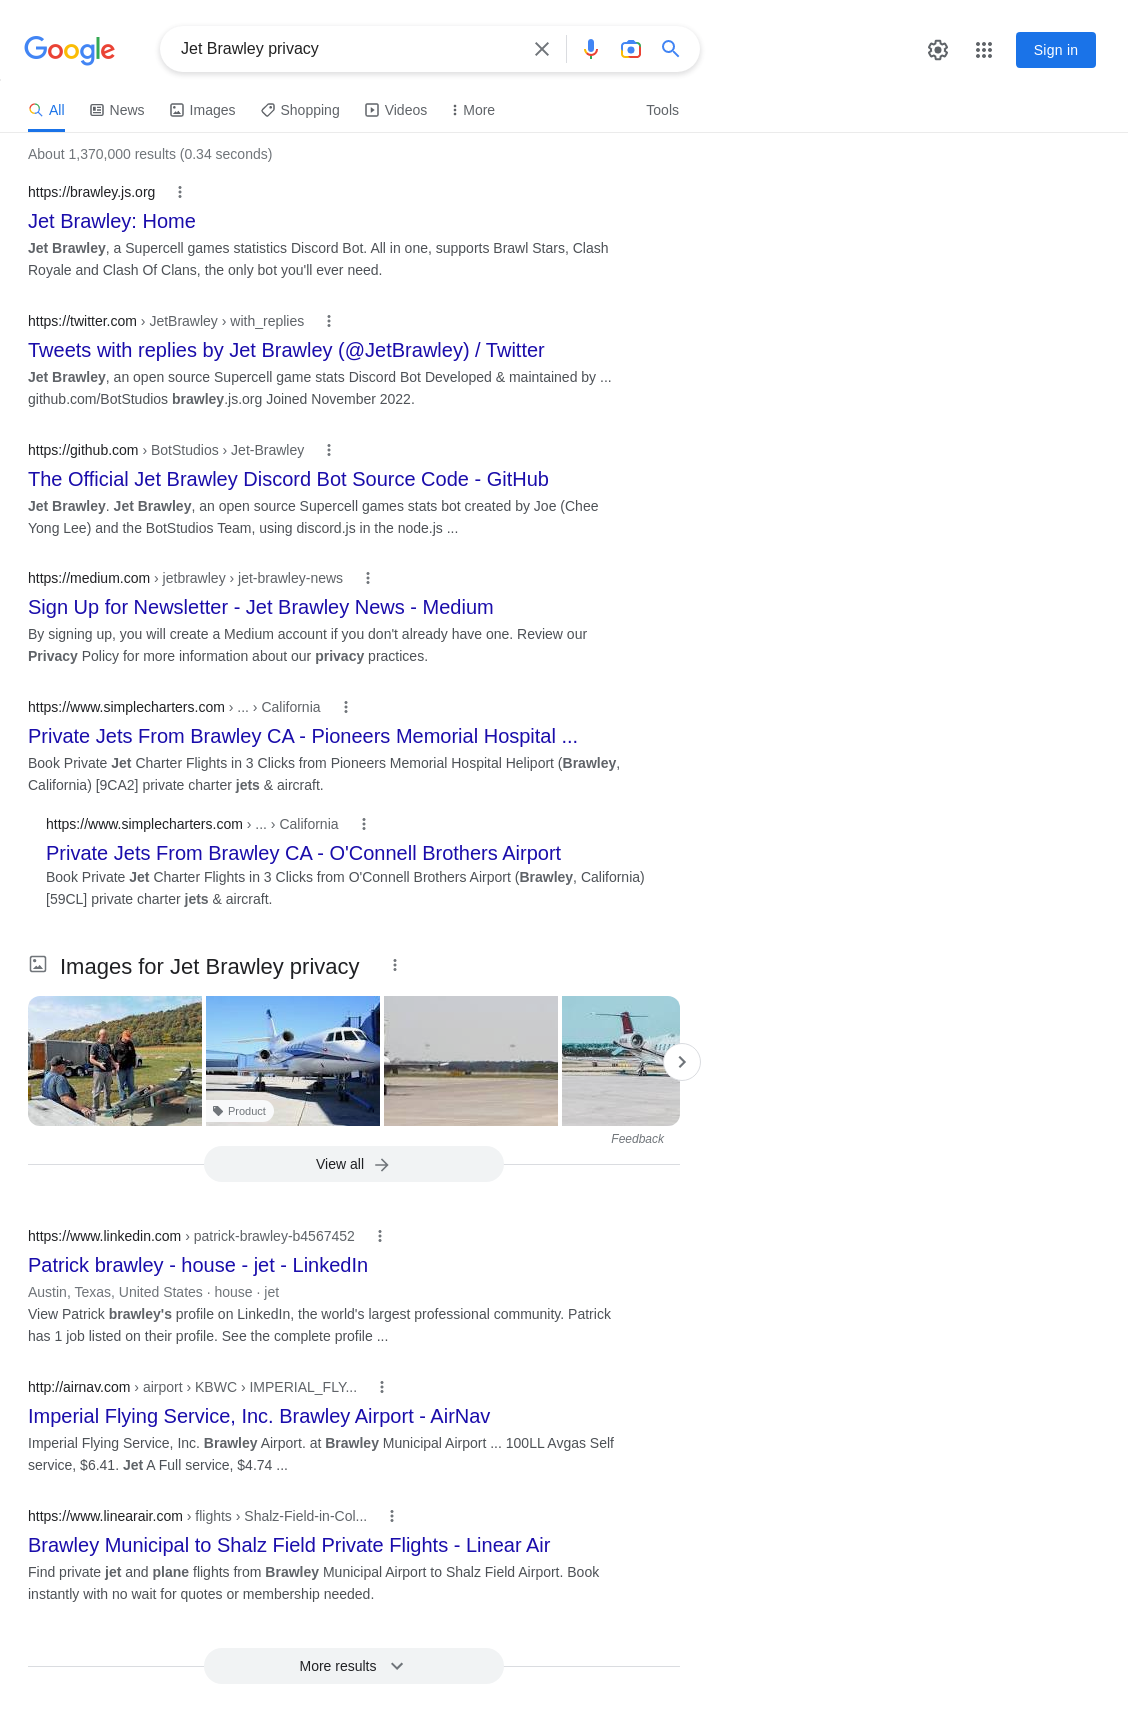 Google
Jet Brawley privacy
Sign in
All
News
Images
Shopping
Videos
More
Tools
About 1,370,000 results (0.34 seconds)
https://brawley.js.org
Jet Brawley: Home
Jet Brawley, a Supercell games statistics Discord Bot. All in one, supports Brawl Stars, Clash
Royale and Clash Of Clans, the only bot you'll ever need.
https://twitter.com › JetBrawley › with_replies
Tweets with replies by Jet Brawley (@JetBrawley) / Twitter
Jet Brawley, an open source Supercell game stats Discord Bot Developed & maintained by ...
github.com/BotStudios brawley.js.org Joined November 2022.
https://github.com › BotStudios › Jet-Brawley
The Official Jet Brawley Discord Bot Source Code - GitHub
Jet Brawley. Jet Brawley, an open source Supercell games stats bot created by Joe (Chee
Yong Lee) and the BotStudios Team, using discord.js in the node.js ...
https://medium.com › jetbrawley › jet-brawley-news
Sign Up for Newsletter - Jet Brawley News - Medium
By signing up, you will create a Medium account if you don't already have one. Review our
Privacy Policy for more information about our privacy practices.
https://www.simplecharters.com › ... › California
Private Jets From Brawley CA - Pioneers Memorial Hospital ...
Book Private Jet Charter Flights in 3 Clicks from Pioneers Memorial Hospital Heliport (Brawley,
California) [9CA2] private charter jets & aircraft.
https://www.simplecharters.com › ... › California
Private Jets From Brawley CA - O'Connell Brothers Airport
Book Private Jet Charter Flights in 3 Clicks from O'Connell Brothers Airport (Brawley, California)
[59CL] private charter jets & aircraft.
Images for Jet Brawley privacy
Product
Feedback
View all
https://www.linkedin.com › patrick-brawley-b4567452
Patrick brawley - house - jet - LinkedIn
Austin, Texas, United States · house · jet
View Patrick brawley's profile on LinkedIn, the world's largest professional community. Patrick
has 1 job listed on their profile. See the complete profile ...
http://airnav.com › airport › KBWC › IMPERIAL_FLY...
Imperial Flying Service, Inc. Brawley Airport - AirNav
Imperial Flying Service, Inc. Brawley Airport. at Brawley Municipal Airport ... 100LL Avgas Self
service, $6.41. Jet A Full service, $4.74 ...
https://www.linearair.com › flights › Shalz-Field-in-Col...
Brawley Municipal to Shalz Field Private Flights - Linear Air
Find private jet and plane flights from Brawley Municipal Airport to Shalz Field Airport. Book
instantly with no wait for quotes or membership needed.
More results